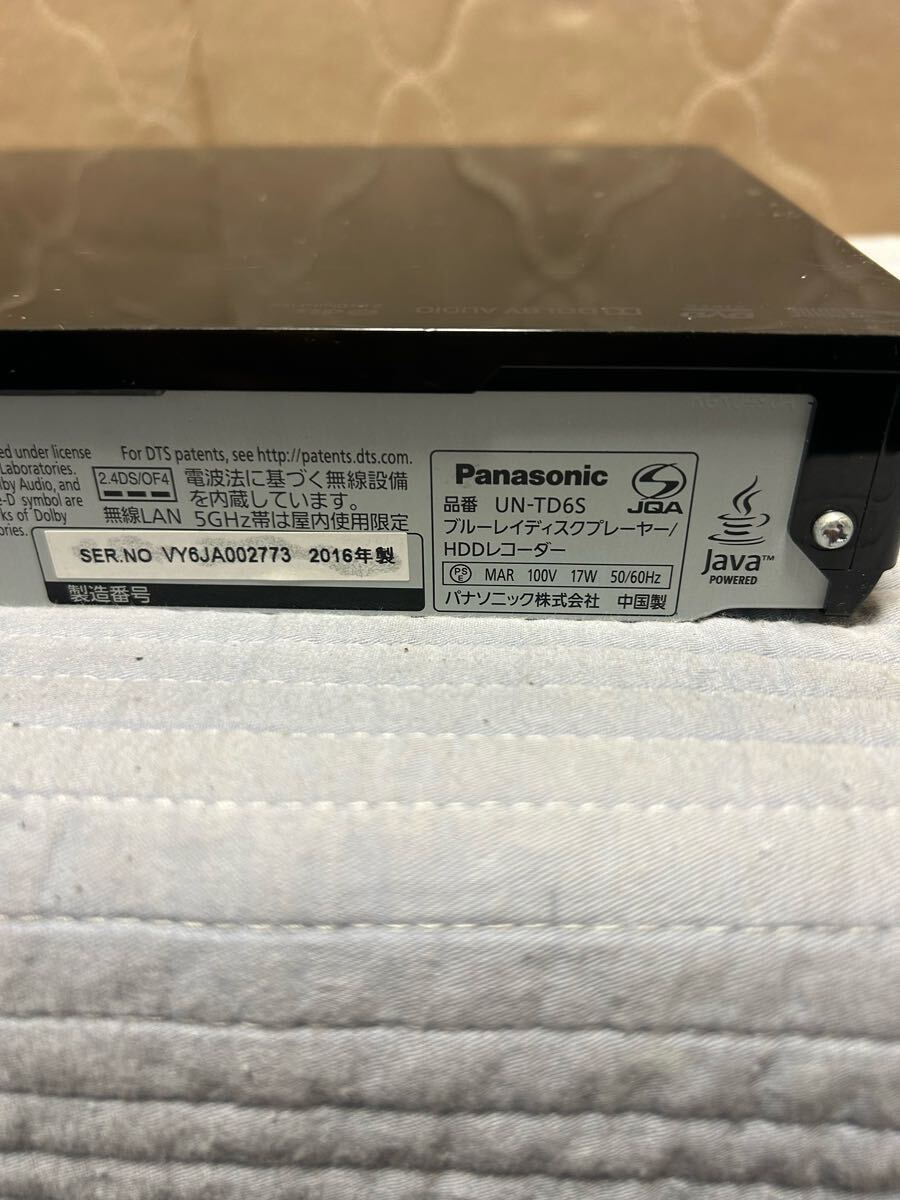 DOLBY AUDIO
ed under license
Laboratories.
lby Audio, and
e-D symbol are
ks of Dolby
ories.
For DTS patents, see http://patents.dts.com.
2.4DS/OF4
無線LAN
電波法に基づく無線設備
を内蔵しています。
5GHz帯は屋内使用限定
SER.NO VY6JA002773 2016年製
製造番号
Panasonic
JQA
品番 UN-TD6S
ブルーレイディスクプレーヤー/
HDDレコーダー
PSE MAR 100V 17W 50/60Hz
パナソニック株式会社 中国製
Java™
POWERED